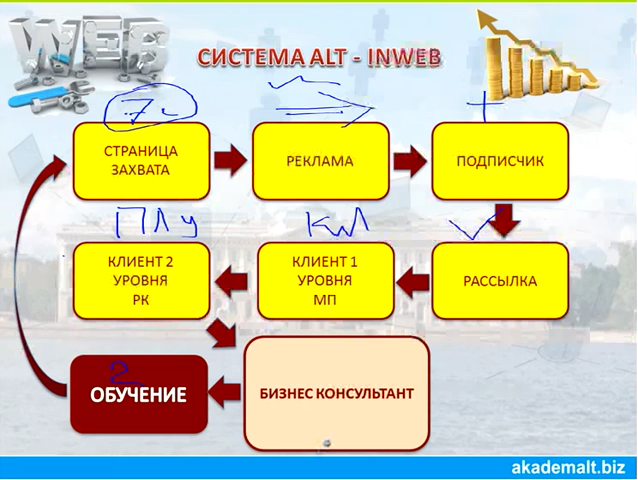 WEB
СИСТЕМА ALT - INWEB
СТРАНИЦА
ЗАХВАТА
РЕКЛАМА
ПОДПИСЧИК
КЛИЕНТ 2
УРОВНЯ
РК
КЛИЕНТ 1
УРОВНЯ
МП
РАССЫЛКА
2
ОБУЧЕНИЕ
БИЗНЕС КОНСУЛЬТАНТ
akademalt.biz